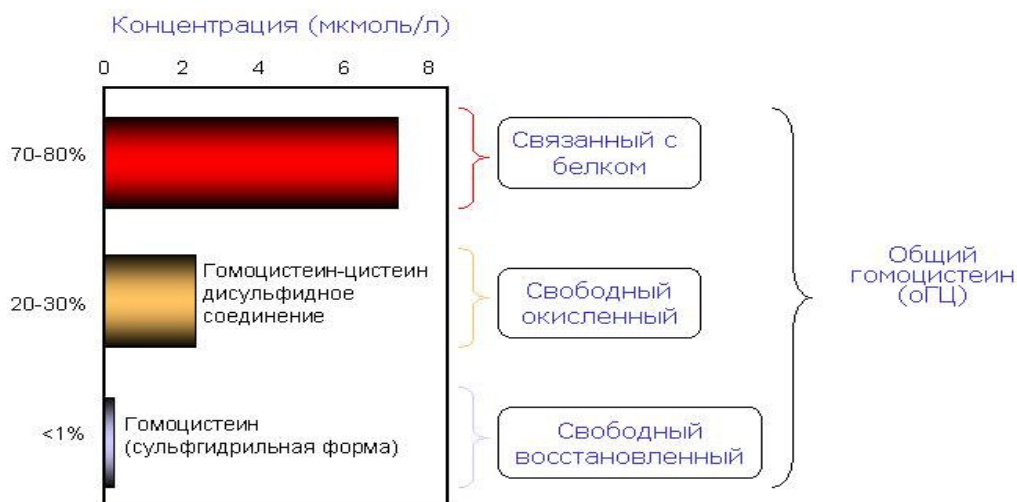 Концентрация (мкмоль/л)
0 2 4 6 8
70-80%
Связанный с
белком
20-30%
Гомоцистеин-цистеин
дисульфидное
соединение
Свободный
окисленный
<1%
Гомоцистеин
(сульфгидрильная форма)
Свободный
восстановленный
Общий
гомоцистеин
(оГЦ)